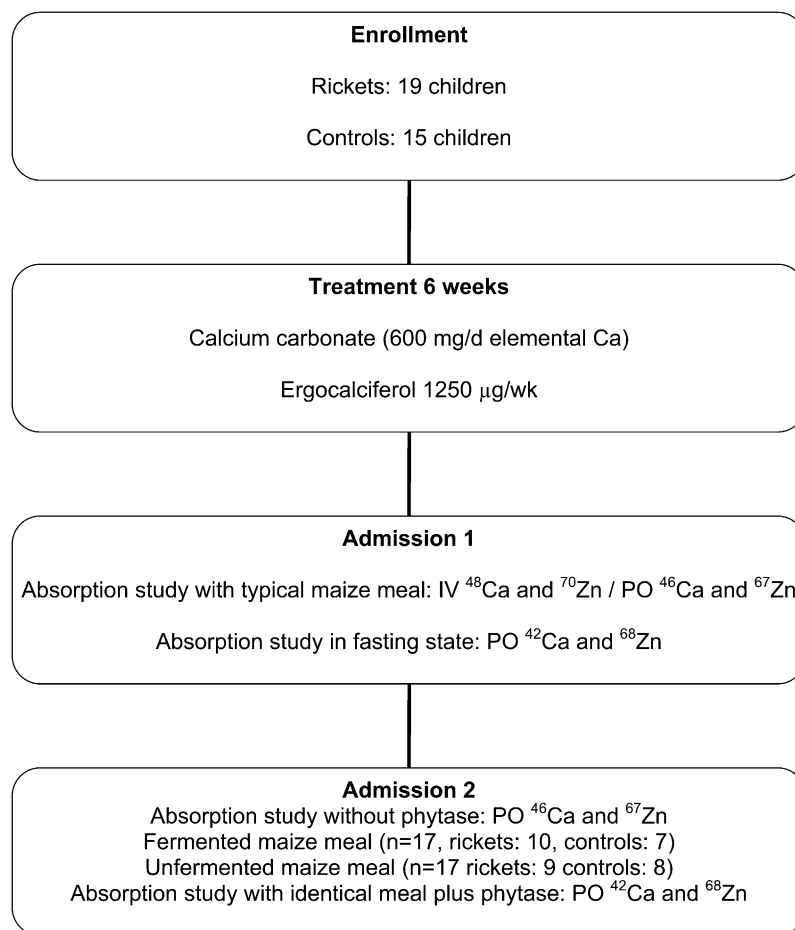 Enrollment
Rickets: 19 children
Controls: 15 children
Treatment 6 weeks
Calcium carbonate (600 mg/d elemental Ca)
Ergocalciferol 1250 μg/wk
Admission 1
Absorption study with typical maize meal: IV ⁴⁸Ca and ⁷⁰Zn / PO ⁴⁶Ca and ⁶⁷Zn
Absorption study in fasting state: PO ⁴²Ca and ⁶⁸Zn
Admission 2
Absorption study without phytase: PO ⁴⁶Ca and ⁶⁷Zn
Fermented maize meal (n=17, rickets: 10, controls: 7)
Unfermented maize meal (n=17 rickets: 9 controls: 8)
Absorption study with identical meal plus phytase: PO ⁴²Ca and ⁶⁸Zn